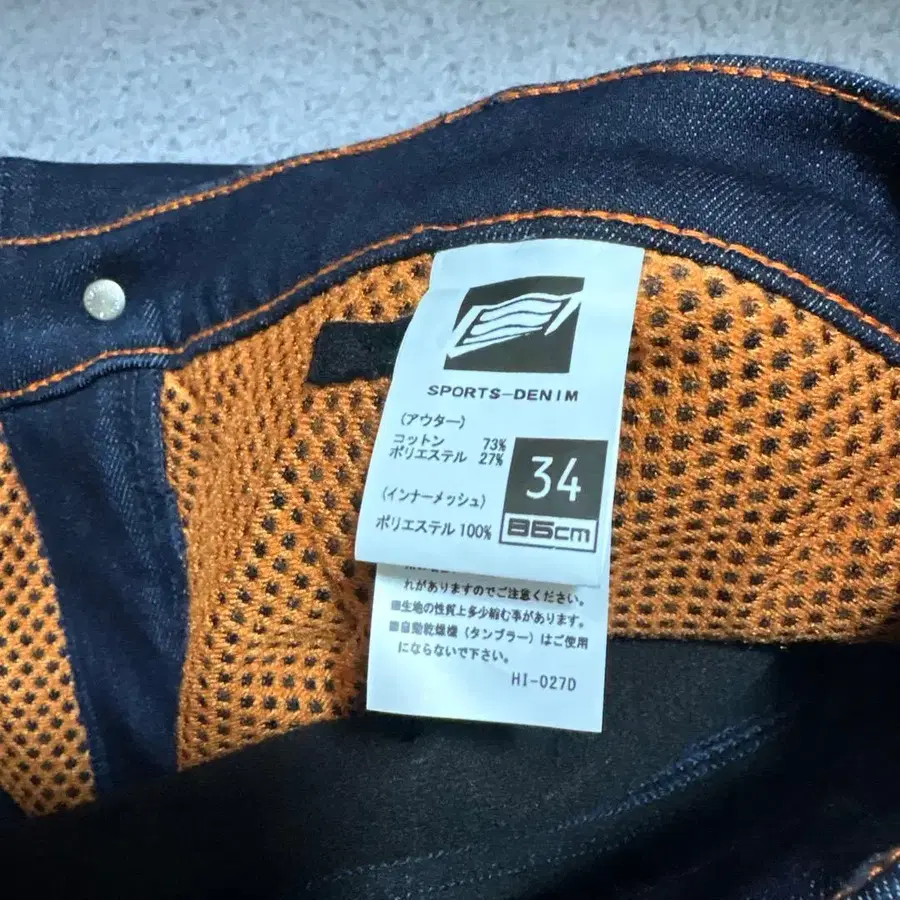 SPORTS-DENIM
(アウター)
コットン 73%
ポリエステル 27%
34
(インナーメッシュ)
ポリエステル 100%
86cm
れがありますのでご注意ください。
■生地の性質上多少縮む事があります。
■自動乾燥機(タンブラー)はご使用
にならないで下さい。
HI-027D